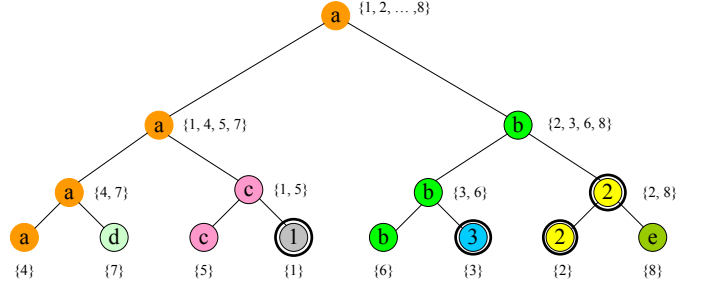 a {1, 2, … ,8}
a {1, 4, 5, 7} b {2, 3, 6, 8}
a {4, 7} c {1, 5} b {3, 6} 2 {2, 8}
a d c 1 b 3 2 e
{4} {7} {5} {1} {6} {3} {2} {8}